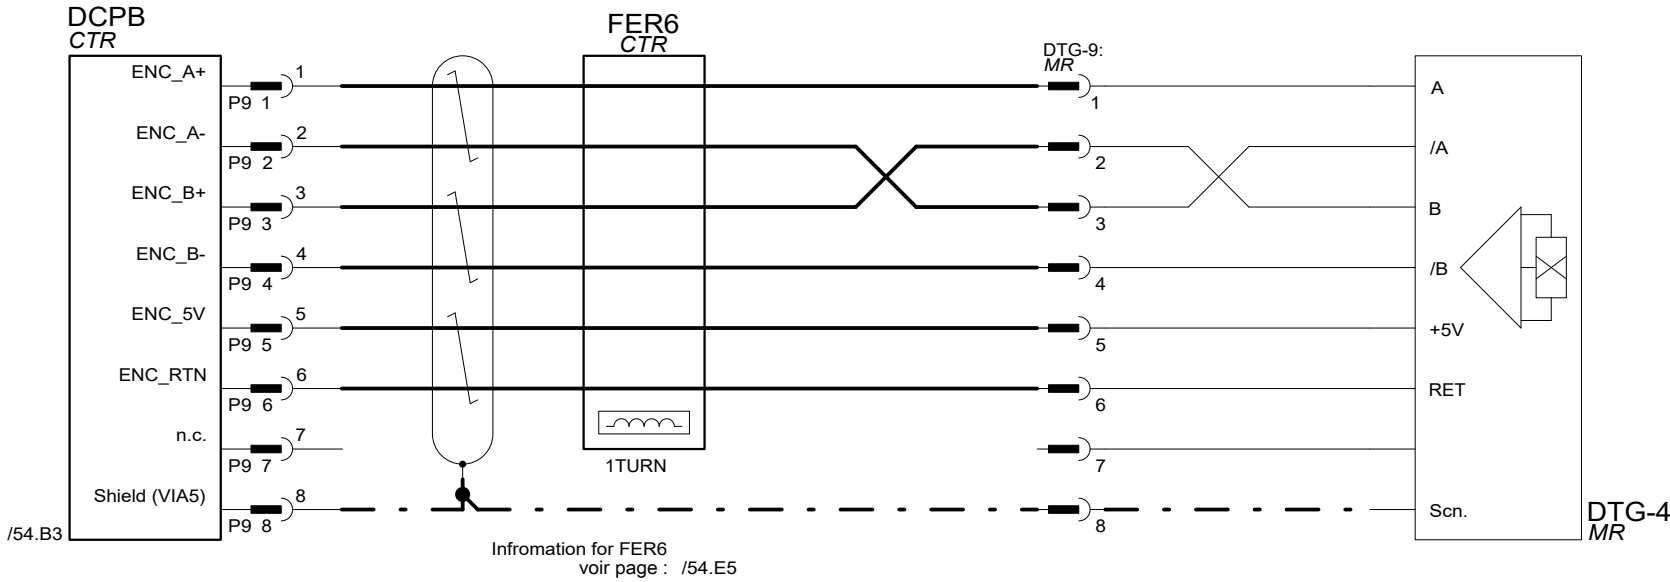 DCPB
CTR
FER6
CTR
DTG-9:
MR
ENC_A+
P9 1
1
1
A
ENC_A-
P9 2
2
2
/A
ENC_B+
P9 3
3
3
B
ENC_B-
P9 4
4
4
/B
ENC_5V
P9 5
5
5
+5V
ENC_RTN
P9 6
6
6
RET
n.c.
P9 7
7
1TURN
7
Shield (VIA5)
P9 8
8
8
Scn.
DTG-4
MR
/54.B3
Infromation for FER6
voir page : /54.E5